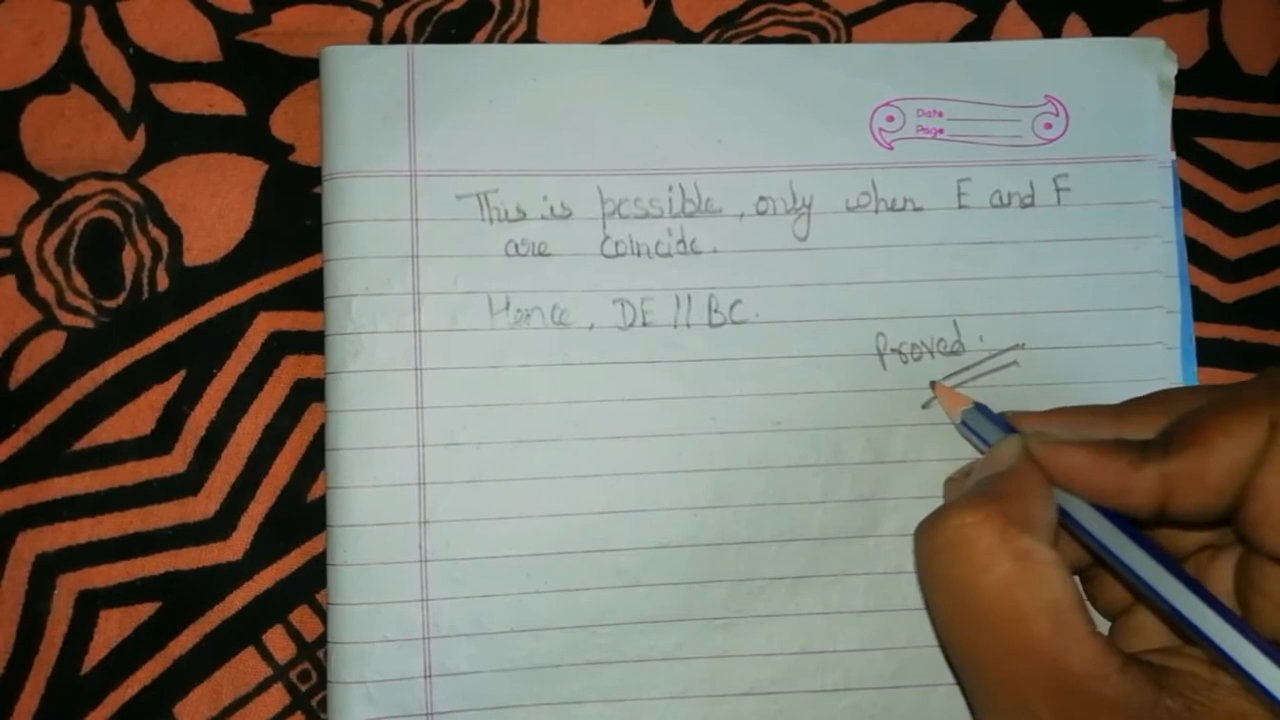 Date
Page
This is possible, only when E and F
are coincide.
Hence, DE || BC.
Proved.